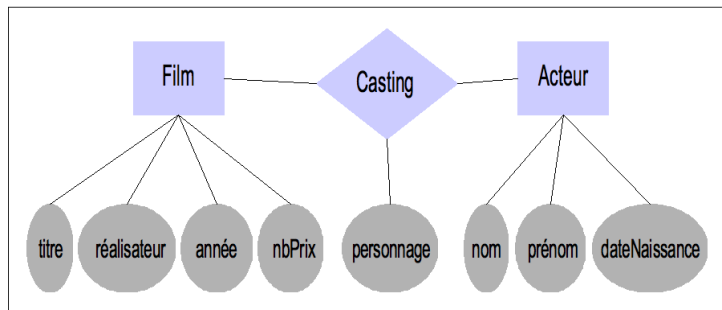 Film
Casting
Acteur
titre
réalisateur
année
nbPrix
personnage
nom
prénom
dateNaissance